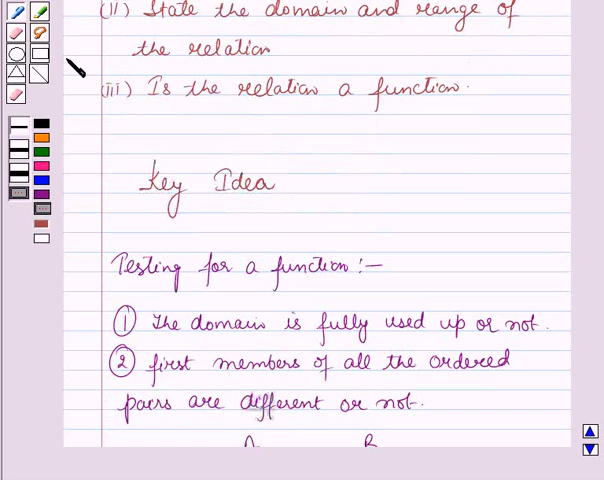 (ii) State the domain and range of
the relation
(iii) Is the relation a function.
Key Idea
Testing for a function :-
① The domain is fully used up or not.
② first members of all the ordered
pairs are different or not.
A B